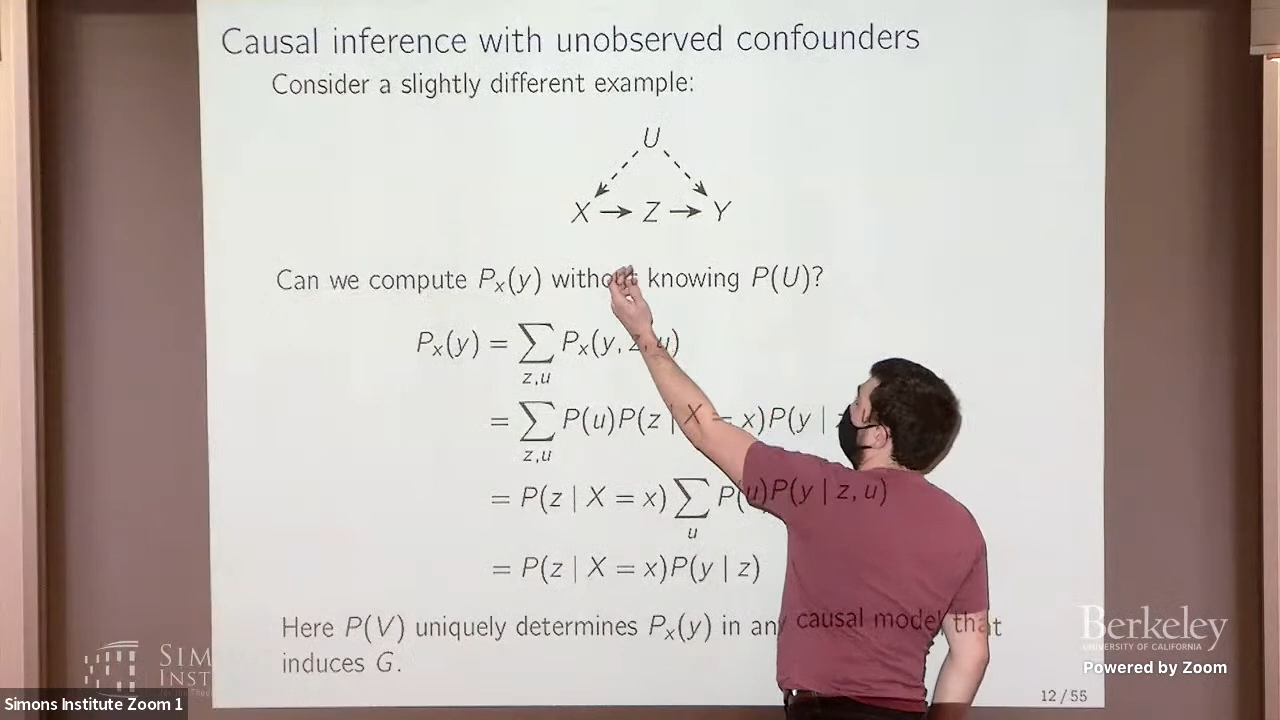 Causal inference with unobserved confounders
Consider a slightly different example:
U
X → Z → Y
Can we compute Pₓ(y) without knowing P(U)?
Pₓ(y) = ∑ Pₓ(y, z, u)
z,u
= ∑ P(u)P(z | X = x)P(y |
z,u
= P(z | X = x) ∑ P(u)P(y | z, u)
u
= P(z | X = x)P(y | z)
Here P(V) uniquely determines Pₓ(y) in any causal model that
induces G.
12 / 55
Berkeley
UNIVERSITY OF CALIFORNIA
Powered by Zoom
SIM
INST
Simons Institute Zoom 1